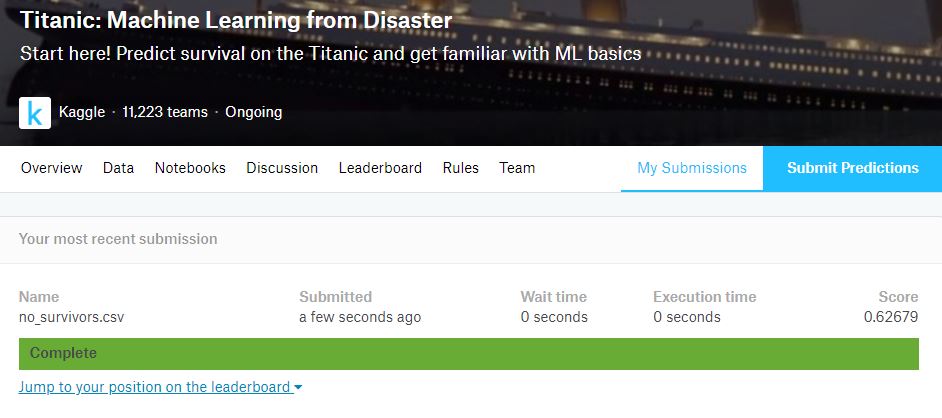 Titanic: Machine Learning from Disaster
Start here! Predict survival on the Titanic and get familiar with ML basics
k Kaggle · 11,223 teams · Ongoing
Overview Data Notebooks Discussion Leaderboard Rules Team My Submissions Submit Predictions
Your most recent submission
Name Submitted Wait time Execution time Score
no_survivors.csv a few seconds ago 0 seconds 0 seconds 0.62679
Complete
Jump to your position on the leaderboard